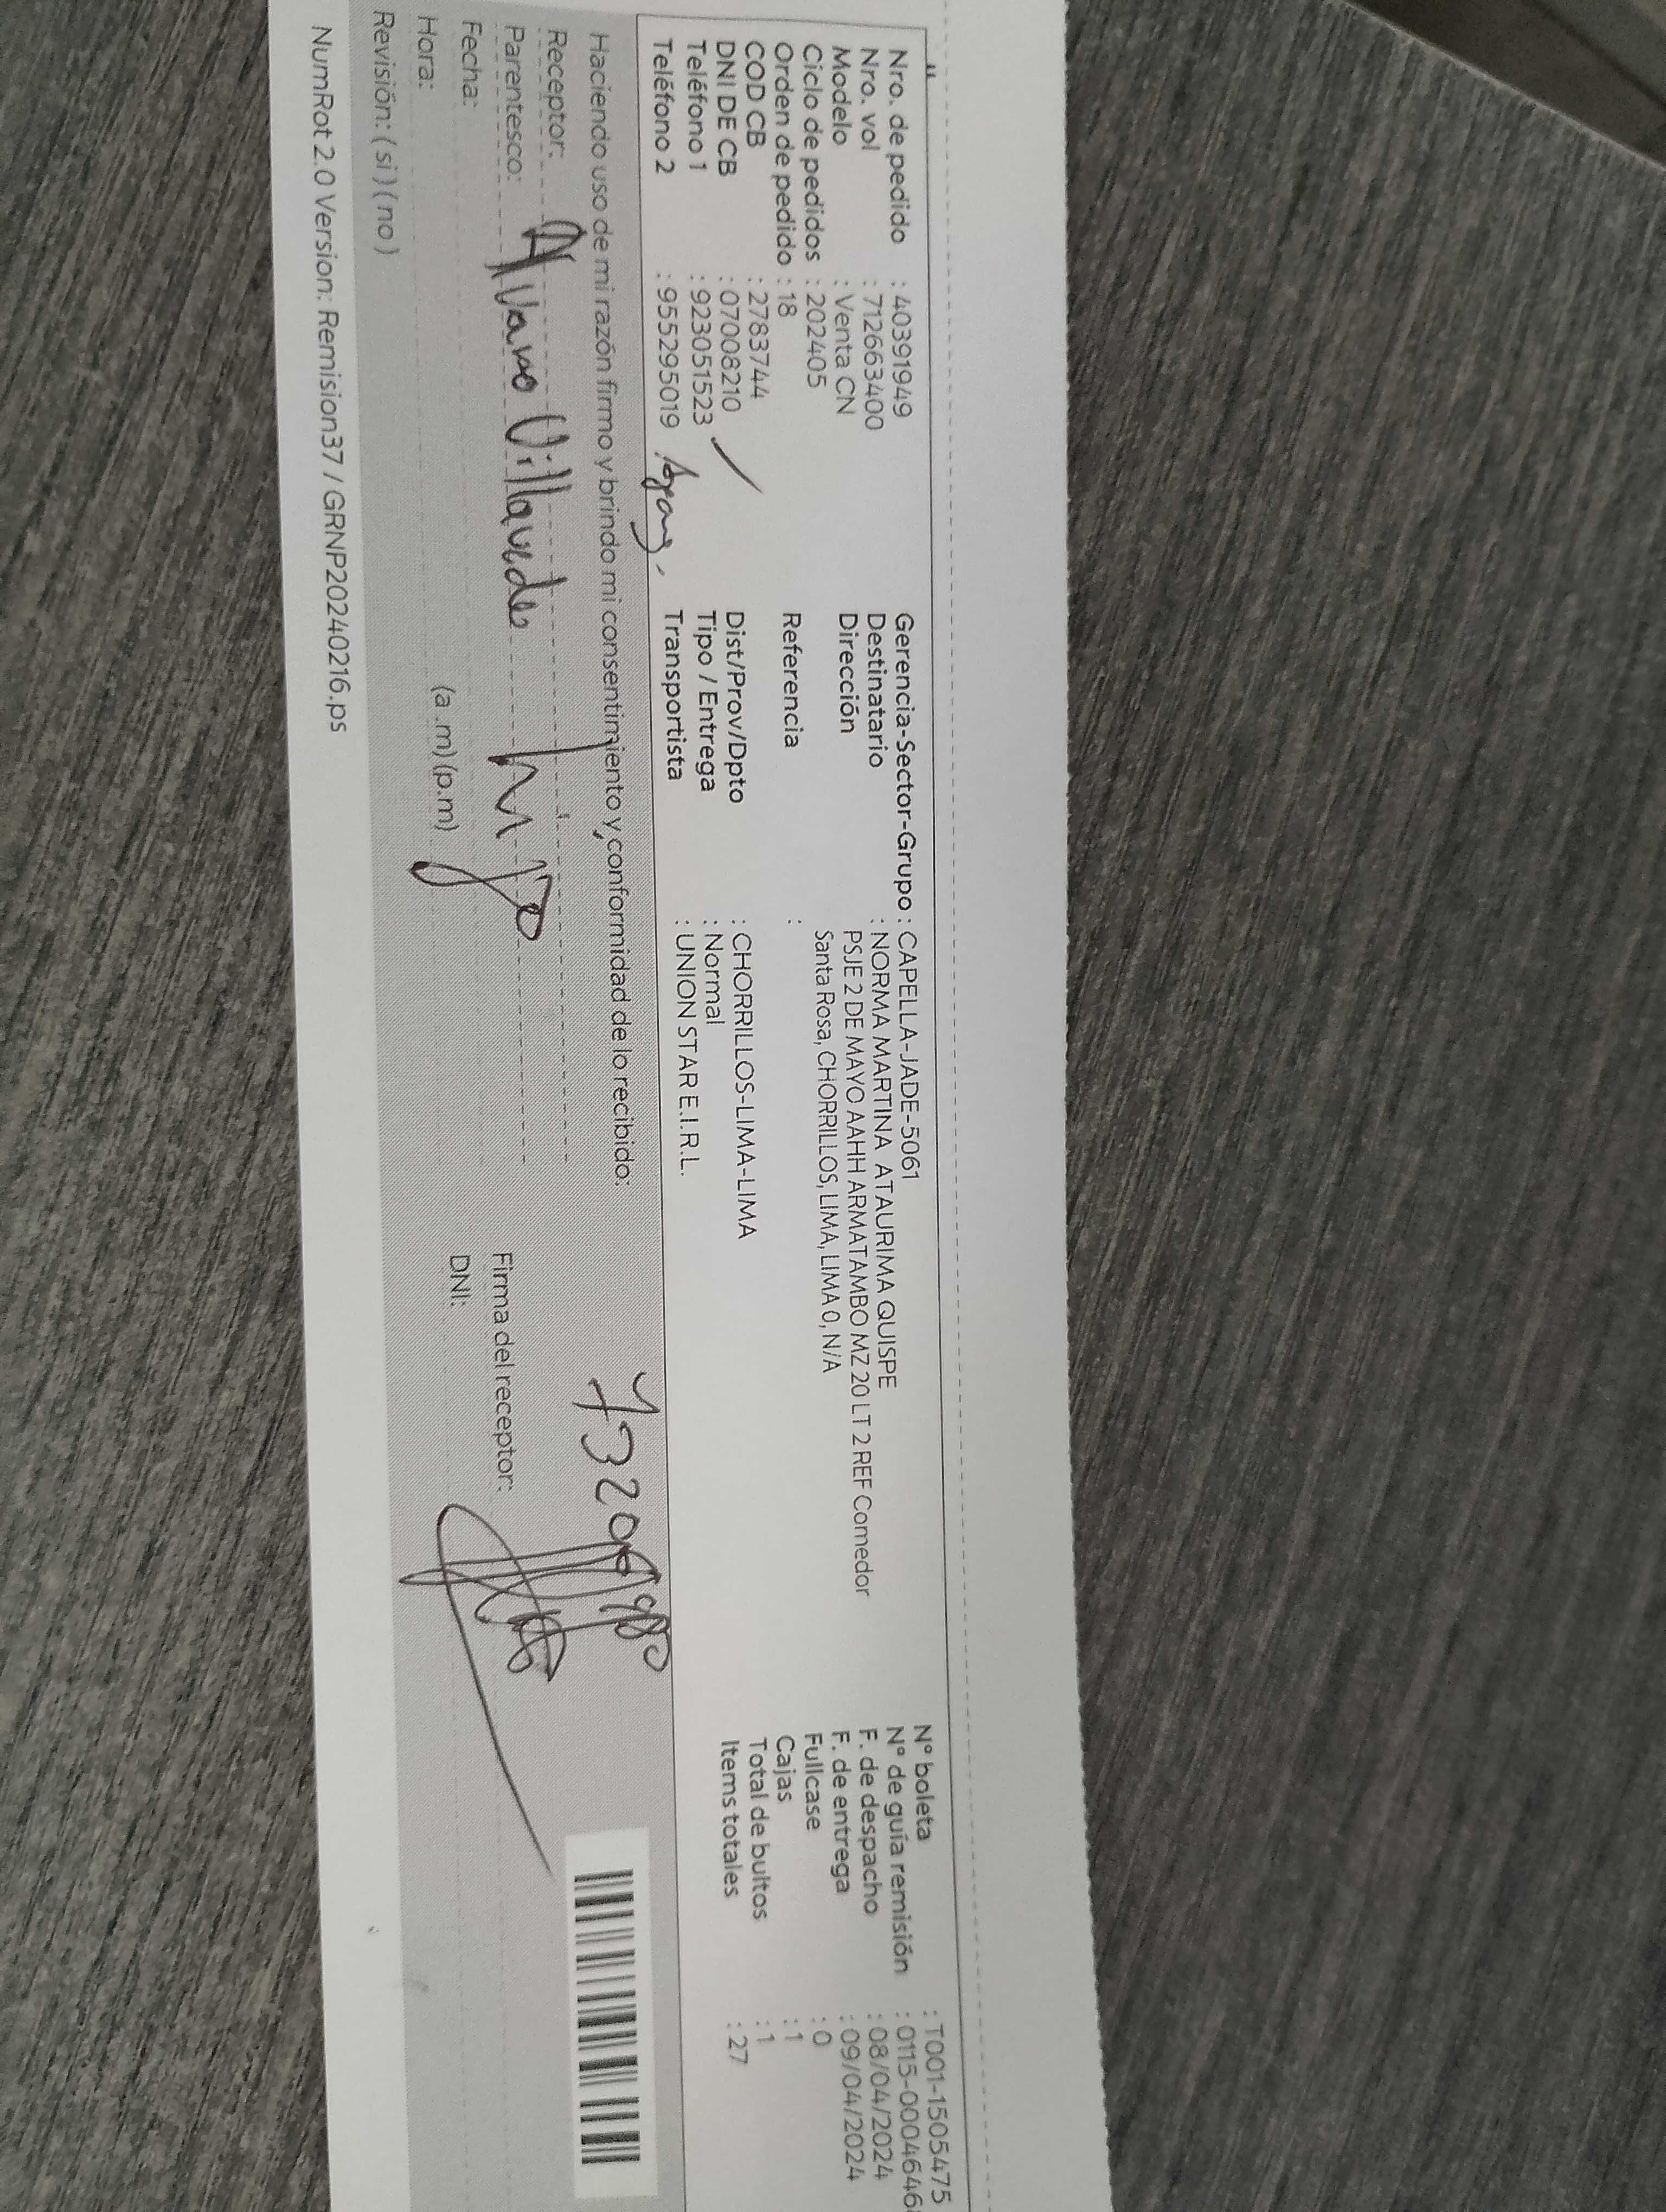 Nro. de pedido : 40391949
Nro. vol : 712663400
Modelo : Venta CN
Ciclo de pedidos : 202405
Orden de pedido : 18
COD CB : 2783744
DNI DE CB : 07008210
Teléfono 1 : 923051523
Teléfono 2 : 955295019
Gerencia-Sector-Grupo : CAPELLA-JADE-5061
Destinatario : NORMA MARTINA ATAURIMA QUISPE
Dirección PSJE 2 DE MAYO AAHH ARMATAMBO MZ 20 LT 2 REF Comedor
Santa Rosa, CHORRILLOS, LIMA, LIMA 0, N/A
Referencia :
Dist/Prov/Dpto : CHORRILLOS-LIMA-LIMA
Tipo / Entrega : Normal
Transportista : UNION STAR E.I.R.L.
N° boleta : T001-1505475
N° de guía remisión : 0115-0004646
F. de despacho : 08/04/2024
F. de entrega : 09/04/2024
Fullcase : 0
Cajas : 1
Total de bultos : 1
Items totales : 27
Haciendo uso de mi razón firmo y brindo mi consentimiento y conformidad de lo recibido:
Receptor: Alvaro Villaverde
Parentesco: hijo
Fecha:
Hora: (a .m) (p.m)
Revisión: ( si ) ( no )
Firma del receptor:
DNI:
NumRot 2.0 Version: Remision37 / GRNP20240216.ps